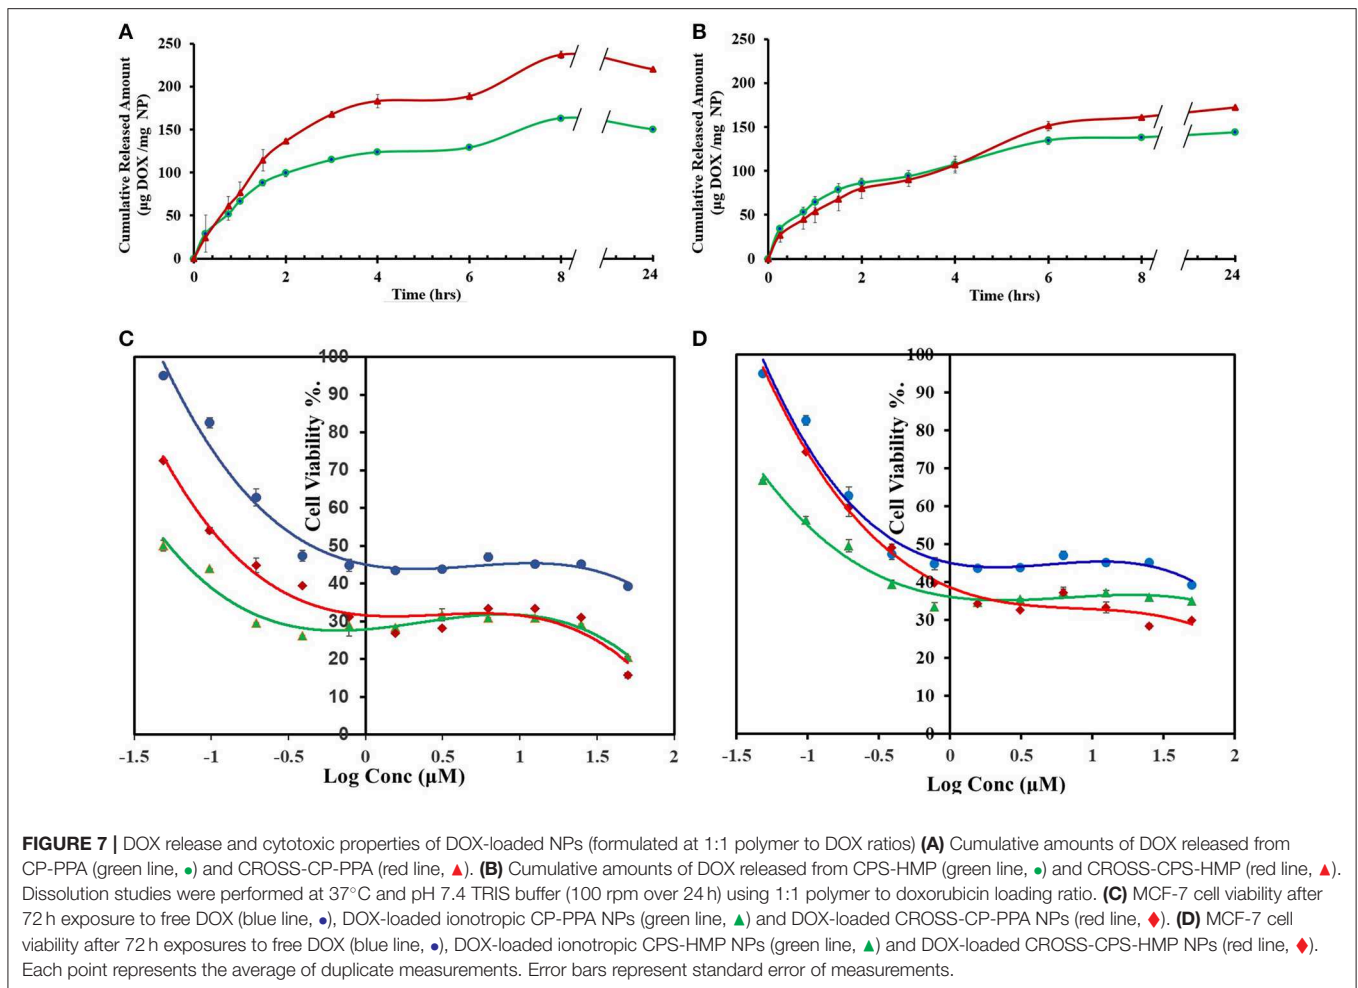 A
B
250
200
150
100
50
0
Cumulative Released Amount
(µg DOX /mg NP)
0 2 4 6 8 24
Time (hrs)
250
200
150
100
50
0
Cumulative Released Amount
(µg DOX /mg NP)
0 2 4 6 8 24
Time (hrs)
C
D
100
90
80
70
60
50
40
30
20
10
0
Cell Viability %.
-1.5 -1 -0.5 0 0.5 1 1.5 2
Log Conc (µM)
100
90
80
70
60
50
40
30
20
10
0
Cell Viability %.
-1.5 -1 -0.5 0 0.5 1 1.5 2
Log Conc (µM)
FIGURE 7 | DOX release and cytotoxic properties of DOX-loaded NPs (formulated at 1:1 polymer to DOX ratios) (A) Cumulative amounts of DOX released from
CP-PPA (green line, ●) and CROSS-CP-PPA (red line, ▲). (B) Cumulative amounts of DOX released from CPS-HMP (green line, ●) and CROSS-CPS-HMP (red line, ▲).
Dissolution studies were performed at 37°C and pH 7.4 TRIS buffer (100 rpm over 24 h) using 1:1 polymer to doxorubicin loading ratio. (C) MCF-7 cell viability after
72 h exposure to free DOX (blue line, ●), DOX-loaded ionotropic CP-PPA NPs (green line, ▲) and DOX-loaded CROSS-CP-PPA NPs (red line, ♦). (D) MCF-7 cell
viability after 72 h exposures to free DOX (blue line, ●), DOX-loaded ionotropic CPS-HMP NPs (green line, ▲) and DOX-loaded CROSS-CPS-HMP NPs (red line, ♦).
Each point represents the average of duplicate measurements. Error bars represent standard error of measurements.